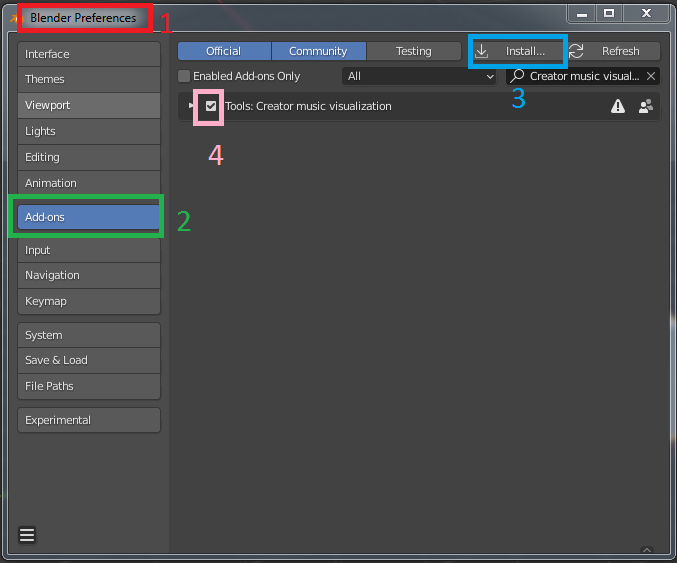 Blender Preferences 1
Interface
Themes
Viewport
Lights
Editing
Animation
Add-ons 2
Input
Navigation
Keymap
System
Save & Load
File Paths
Experimental
Official Community Testing Install... Refresh
3
Enabled Add-ons Only All Creator music visual...
Tools: Creator music visualization
4